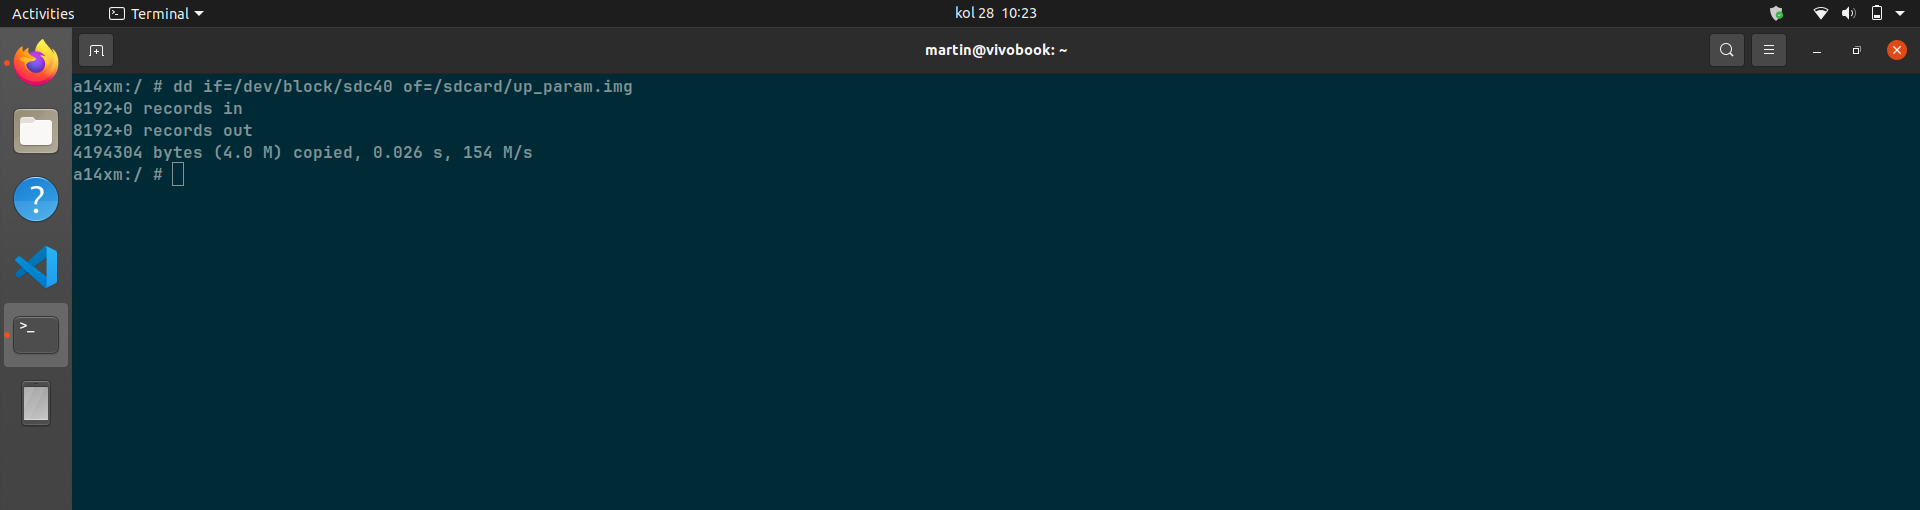 Activities
Terminal
kol 28 10:23
martin@vivobook: ~
a14xm:/ # dd if=/dev/block/sdc40 of=/sdcard/up_param.img
8192+0 records in
8192+0 records out
4194304 bytes (4.0 M) copied, 0.026 s, 154 M/s
a14xm:/ #
?
>_